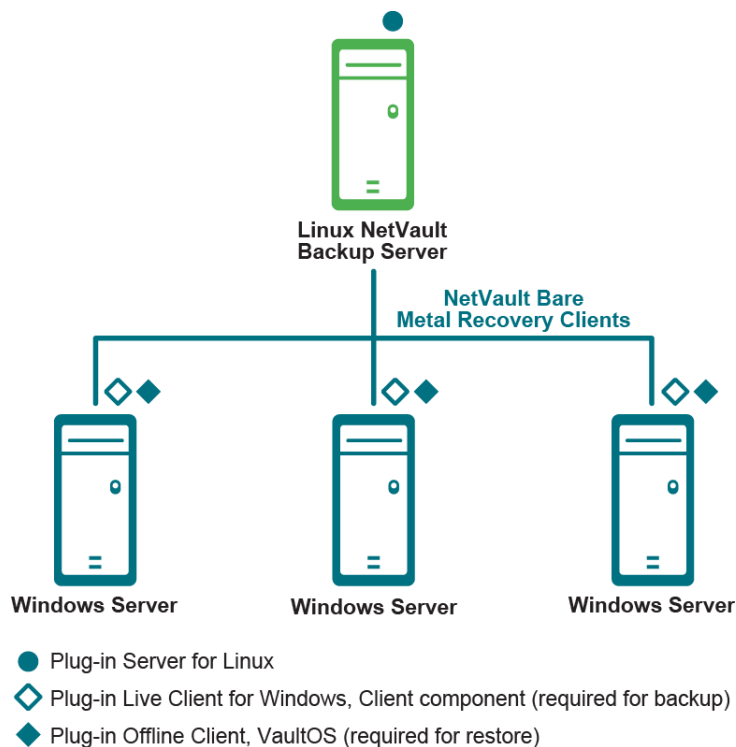 Linux NetVault
Backup Server
NetVault Bare
Metal Recovery Clients
Windows Server
Windows Server
Windows Server
Plug-in Server for Linux
Plug-in Live Client for Windows, Client component (required for backup)
Plug-in Offline Client, VaultOS (required for restore)